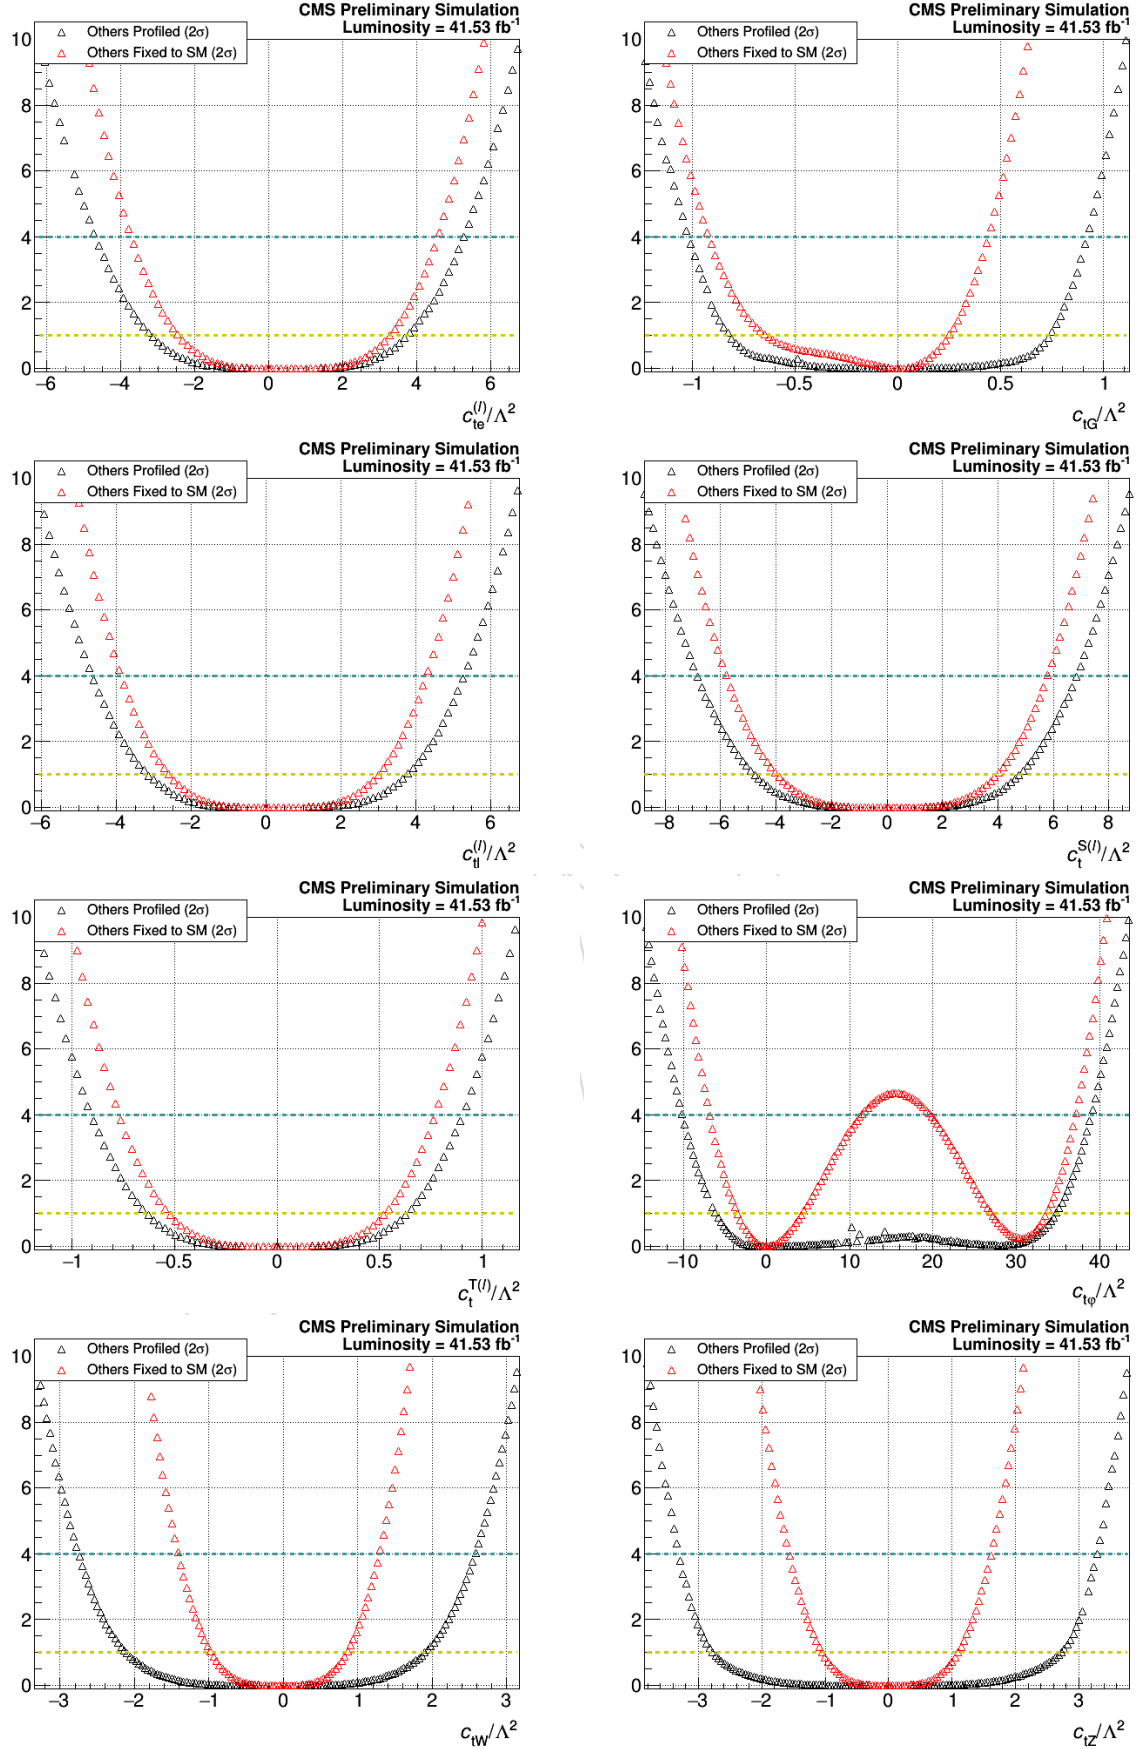 CMS Preliminary Simulation
Luminosity = 41.53 fb⁻¹
Others Profiled (2σ)
Others Fixed to SM (2σ)
10
8
6
4
2
0
−6 −4 −2 0 2 4 6
c_te^(l)/Λ²
CMS Preliminary Simulation
Luminosity = 41.53 fb⁻¹
Others Profiled (2σ)
Others Fixed to SM (2σ)
10
8
6
4
2
0
−1 −0.5 0 0.5 1
c_tG/Λ²
CMS Preliminary Simulation
Luminosity = 41.53 fb⁻¹
Others Profiled (2σ)
Others Fixed to SM (2σ)
10
8
6
4
2
0
−6 −4 −2 0 2 4 6
c_tl^(l)/Λ²
CMS Preliminary Simulation
Luminosity = 41.53 fb⁻¹
Others Profiled (2σ)
Others Fixed to SM (2σ)
10
8
6
4
2
0
−8 −6 −4 −2 0 2 4 6 8
c_t^S(l)/Λ²
CMS Preliminary Simulation
Luminosity = 41.53 fb⁻¹
Others Profiled (2σ)
Others Fixed to SM (2σ)
10
8
6
4
2
0
−1 −0.5 0 0.5 1
c_t^T(l)/Λ²
CMS Preliminary Simulation
Luminosity = 41.53 fb⁻¹
Others Profiled (2σ)
Others Fixed to SM (2σ)
10
8
6
4
2
0
−10 0 10 20 30 40
c_tφ/Λ²
CMS Preliminary Simulation
Luminosity = 41.53 fb⁻¹
Others Profiled (2σ)
Others Fixed to SM (2σ)
10
8
6
4
2
0
−3 −2 −1 0 1 2 3
c_tW/Λ²
CMS Preliminary Simulation
Luminosity = 41.53 fb⁻¹
Others Profiled (2σ)
Others Fixed to SM (2σ)
10
8
6
4
2
0
−3 −2 −1 0 1 2 3
c_tZ/Λ²